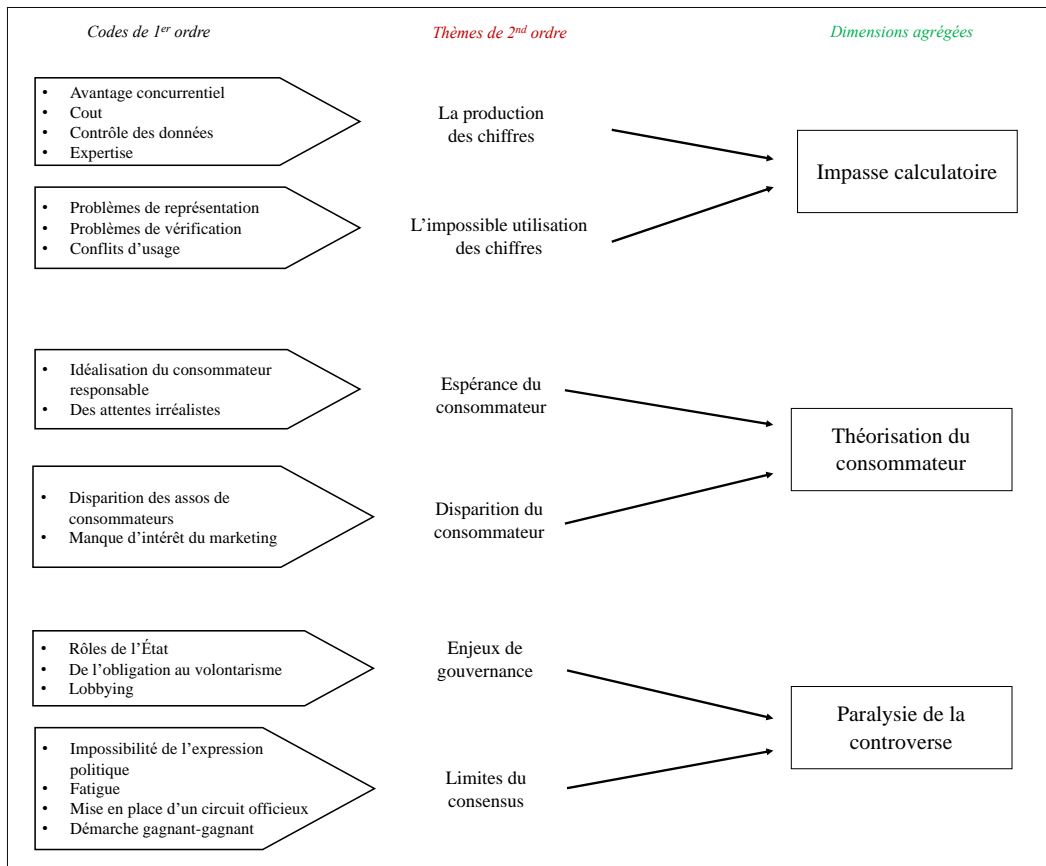 Codes de 1er ordre
Thèmes de 2nd ordre
Dimensions agrégées
• Avantage concurrentiel
• Cout
• Contrôle des données
• Expertise
La production
des chiffres
• Problèmes de représentation
• Problèmes de vérification
• Conflits d’usage
L’impossible utilisation
des chiffres
Impasse calculatoire
• Idéalisation du consommateur
responsable
• Des attentes irréalistes
Espérance du
consommateur
• Disparition des assos de
consommateurs
• Manque d’intérêt du marketing
Disparition du
consommateur
Théorisation du
consommateur
• Rôles de l’État
• De l’obligation au volontarisme
• Lobbying
Enjeux de
gouvernance
• Impossibilité de l’expression
politique
• Fatigue
• Mise en place d’un circuit officieux
• Démarche gagnant-gagnant
Limites du
consensus
Paralysie de la
controverse